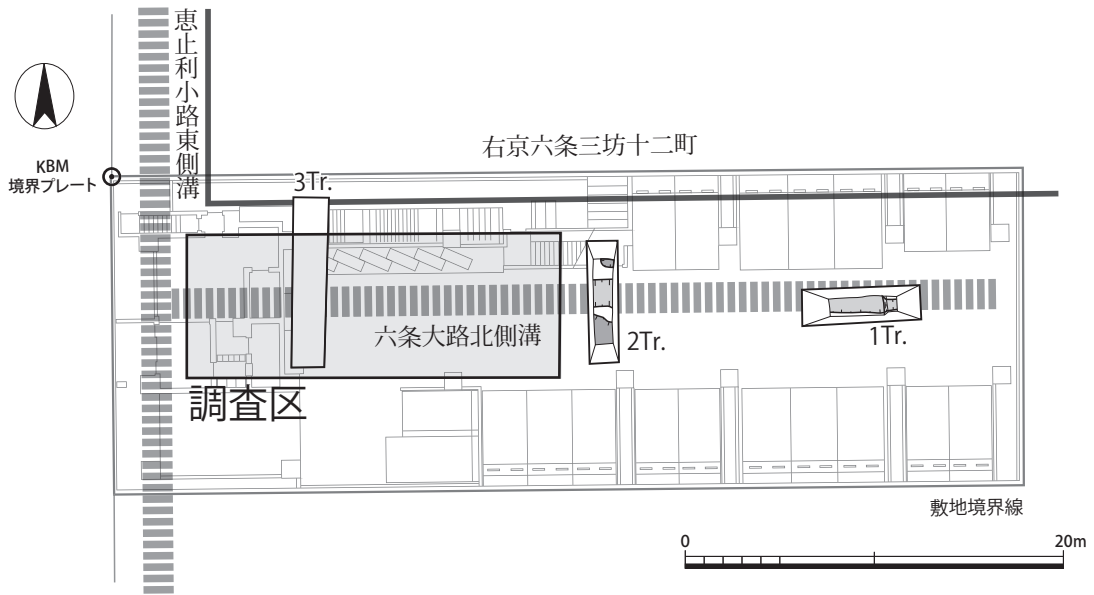 恵止利小路東側溝
KBM
境界プレート
右京六条三坊十二町
3Tr.
六条大路北側溝
2Tr.
1Tr.
調査区
敷地境界線
0
20m